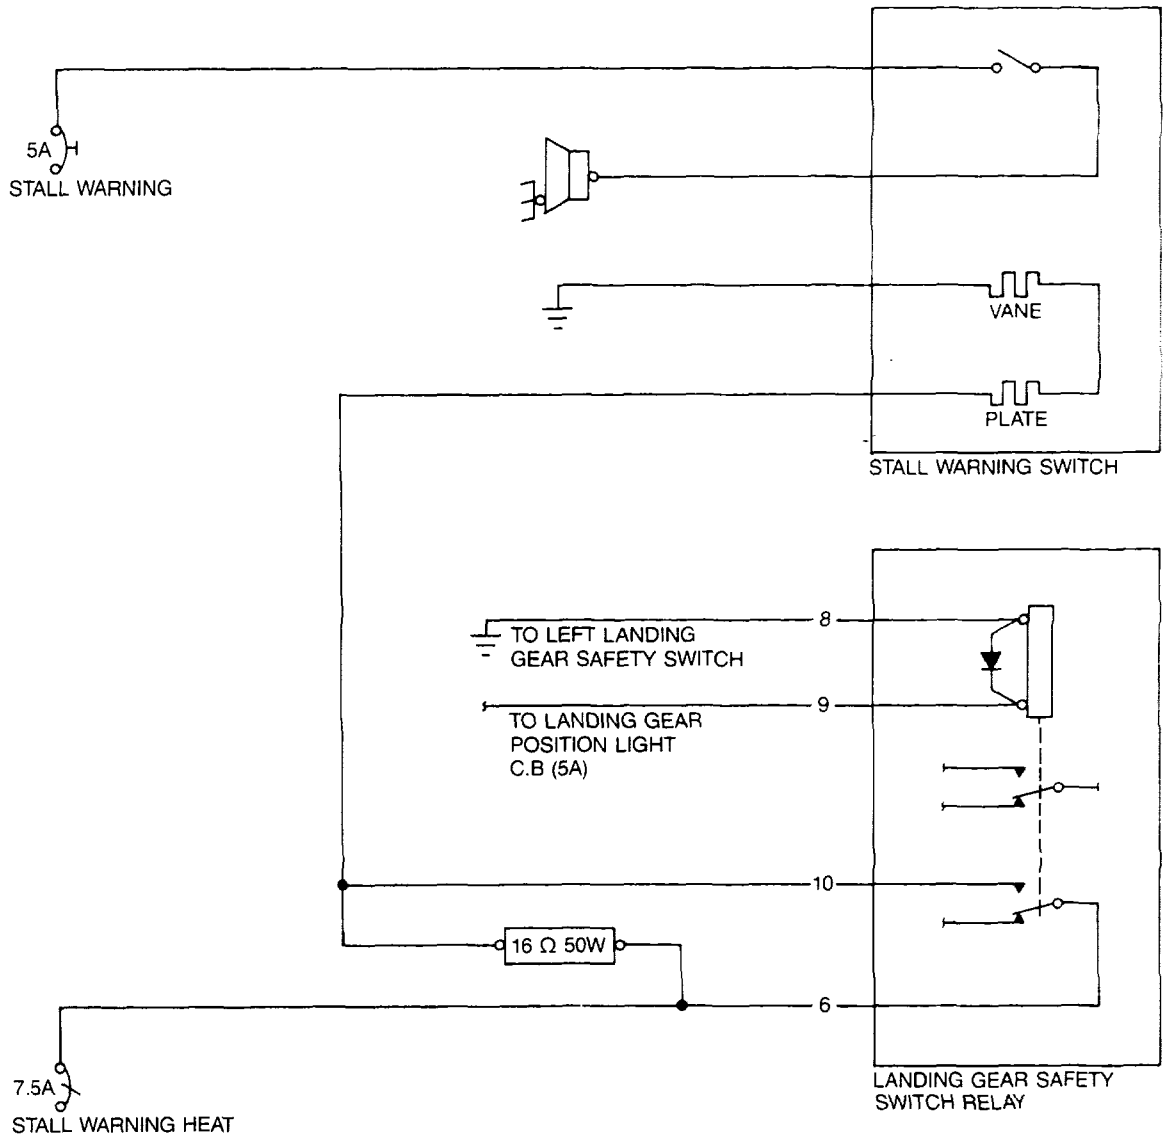 5A
STALL WARNING
VANE
PLATE
STALL WARNING SWITCH
8
TO LEFT LANDING
GEAR SAFETY SWITCH
9
TO LANDING GEAR
POSITION LIGHT
C.B (5A)
10
16 Ω 50W
6
7.5A
STALL WARNING HEAT
LANDING GEAR SAFETY
SWITCH RELAY